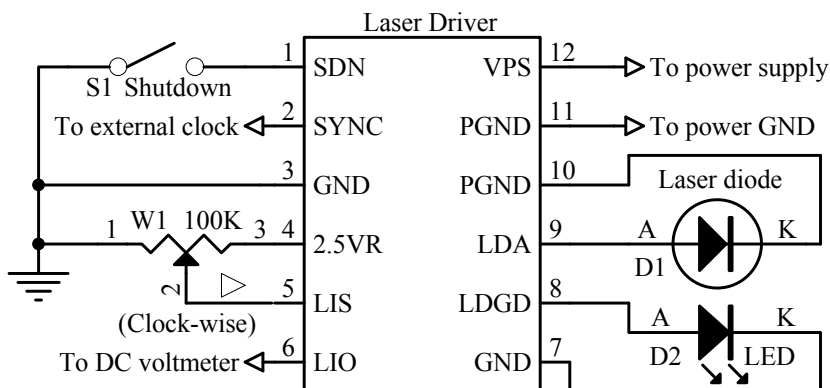 Laser Driver
1 SDN VPS 12 To power supply
S1 Shutdown
To external clock 2 SYNC PGND 11 To power GND
3 GND PGND 10
Laser diode
1 W1 100K 3 4 2.5VR LDA 9 A K
D1
2 5 LIS LDGD 8
(Clock-wise) A K
To DC voltmeter 6 LIO GND 7 D2 LED